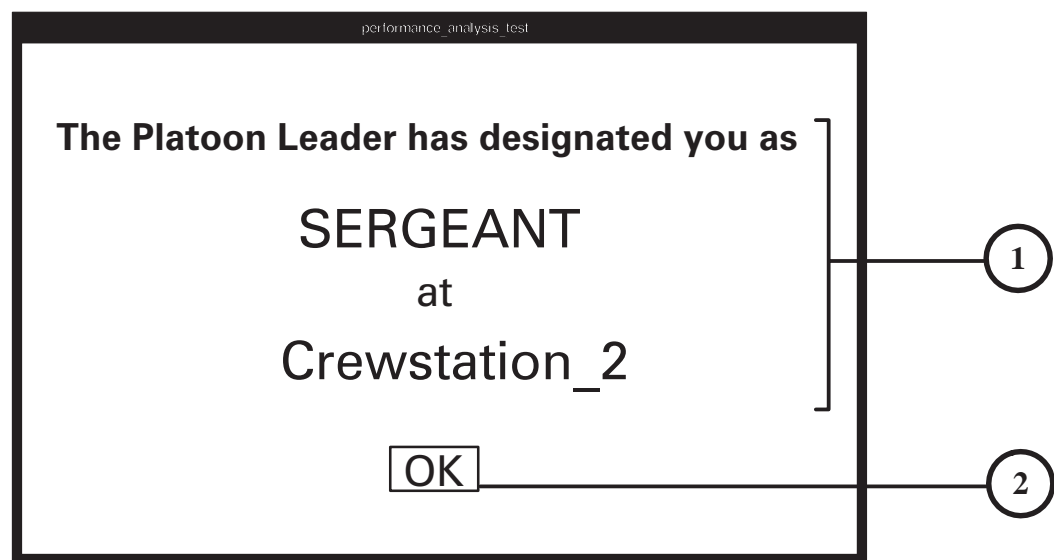 performance_analysis_test
The Platoon Leader has designated you as
SERGEANT
at
Crewstation_2
OK
1
2